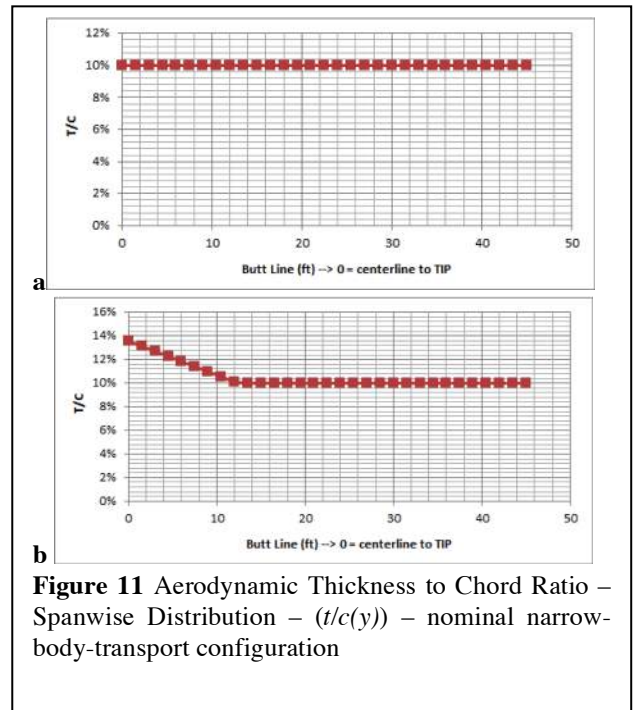 12%
10%
8%
6%
4%
2%
0%
T/C
0 10 20 30 40 50
Butt Line (ft) --> 0 = centerline to TIP
a
16%
14%
12%
10%
8%
6%
4%
2%
0%
T/C
0 10 20 30 40 50
Butt Line (ft) --> 0 = centerline to TIP
b
Figure 11 Aerodynamic Thickness to Chord Ratio –
Spanwise Distribution – (t/c(y)) – nominal narrow-
body-transport configuration